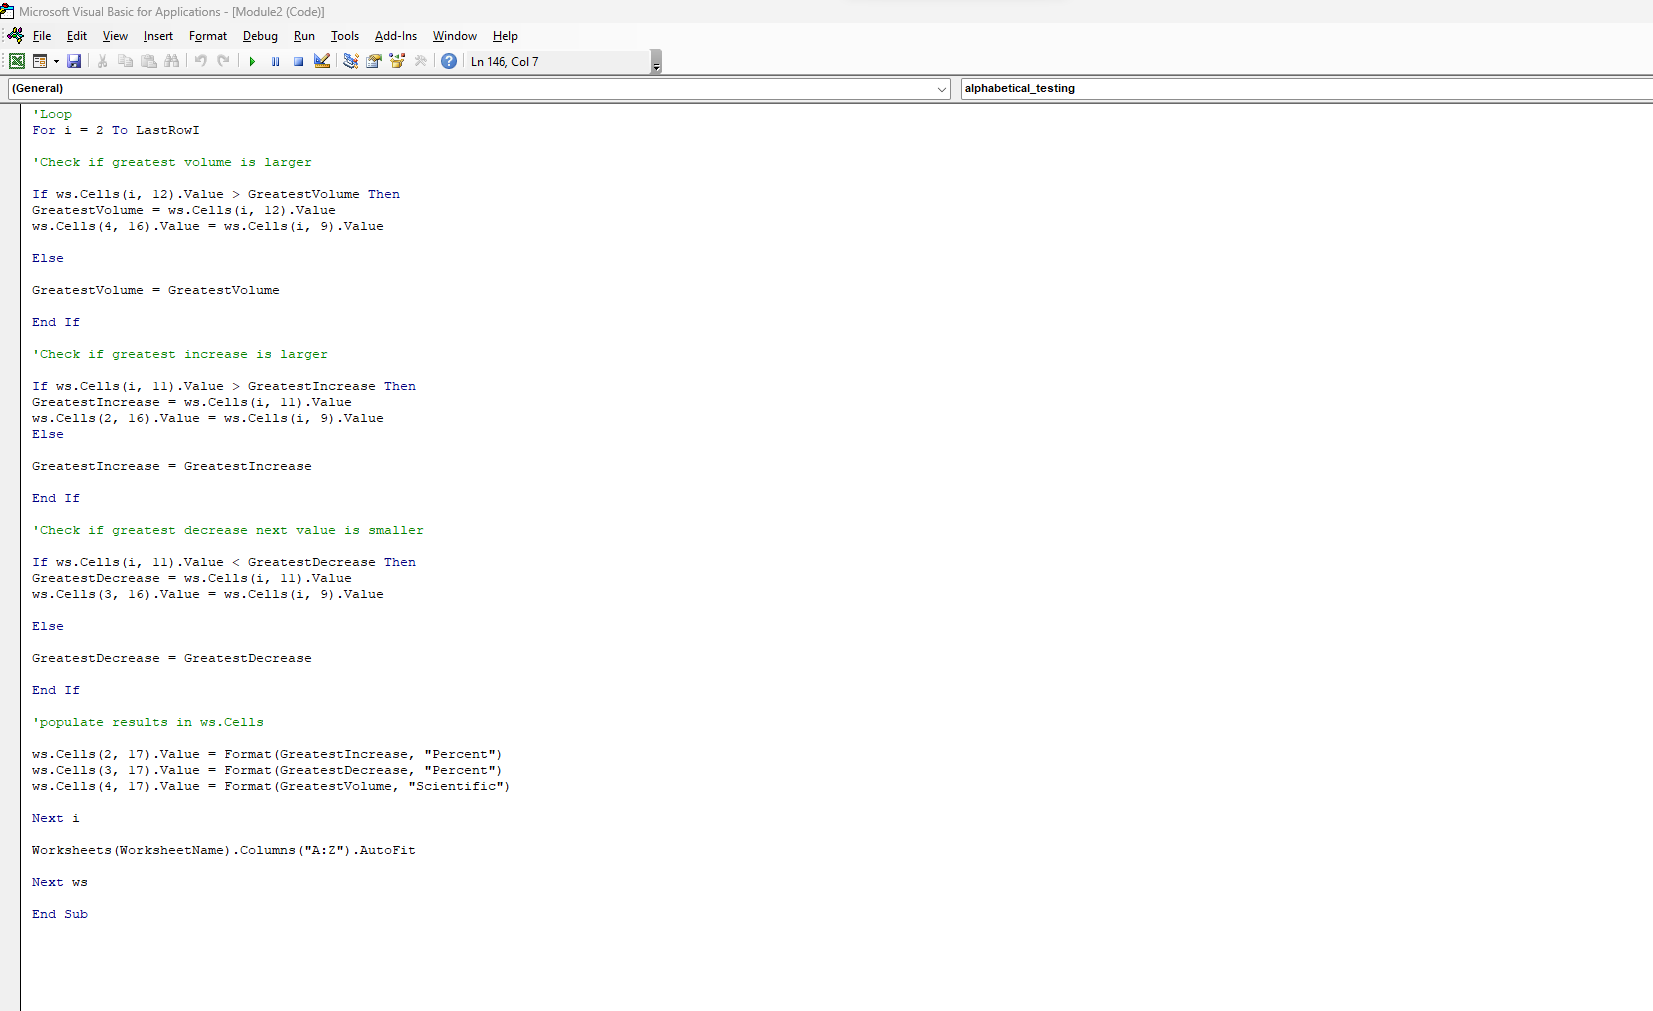 Microsoft Visual Basic for Applications - [Module2 (Code)]
File Edit View Insert Format Debug Run Tools Add-Ins Window Help
Ln 146, Col 7
(General) alphabetical_testing
'Loop
For i = 2 To LastRowI
'Check if greatest volume is larger
If ws.Cells(i, 12).Value > GreatestVolume Then
GreatestVolume = ws.Cells(i, 12).Value
ws.Cells(4, 16).Value = ws.Cells(i, 9).Value
Else
GreatestVolume = GreatestVolume
End If
'Check if greatest increase is larger
If ws.Cells(i, 11).Value > GreatestIncrease Then
GreatestIncrease = ws.Cells(i, 11).Value
ws.Cells(2, 16).Value = ws.Cells(i, 9).Value
Else
GreatestIncrease = GreatestIncrease
End If
'Check if greatest decrease next value is smaller
If ws.Cells(i, 11).Value < GreatestDecrease Then
GreatestDecrease = ws.Cells(i, 11).Value
ws.Cells(3, 16).Value = ws.Cells(i, 9).Value
Else
GreatestDecrease = GreatestDecrease
End If
'populate results in ws.Cells
ws.Cells(2, 17).Value = Format(GreatestIncrease, "Percent")
ws.Cells(3, 17).Value = Format(GreatestDecrease, "Percent")
ws.Cells(4, 17).Value = Format(GreatestVolume, "Scientific")
Next i
Worksheets(WorksheetName).Columns("A:Z").AutoFit
Next ws
End Sub